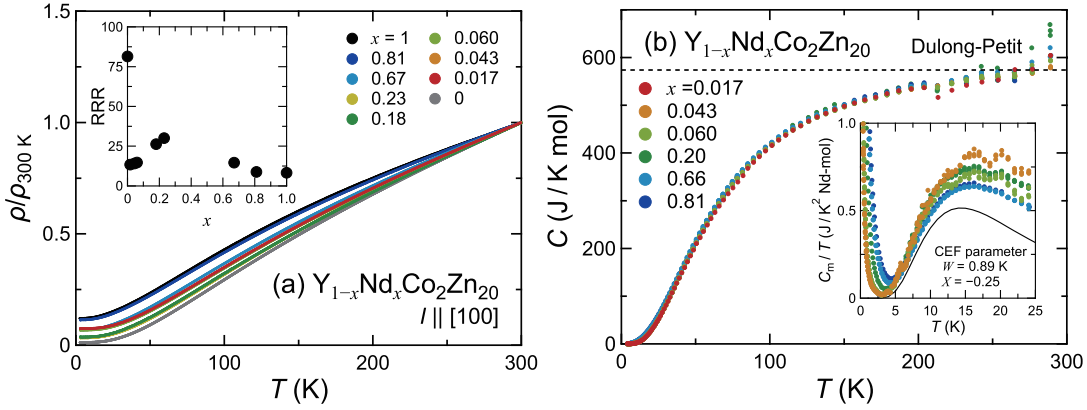 100
75
50
25
0
RRR
0 0.2 0.4 0.6 0.8 1.0
x
x = 1
0.81
0.67
0.23
0.18
0.060
0.043
0.017
0
1.0
0.5
0
ρ/ρ300 K
(a) Y1−xNdxCo2Zn20
I || [100]
0 100 200 300
T (K)
(b) Y1−xNdxCo2Zn20
Dulong-Petit
600
400
200
0
C (J / K mol)
x =0.017
0.043
0.060
0.20
0.66
0.81
1.0
0.5
0
Cm / T (J / K2 Nd-mol)
CEF parameter
W = 0.89 K
X = −0.25
0 5 10 15 20 25
T (K)
0 50 100 150 200 250 300
T (K)